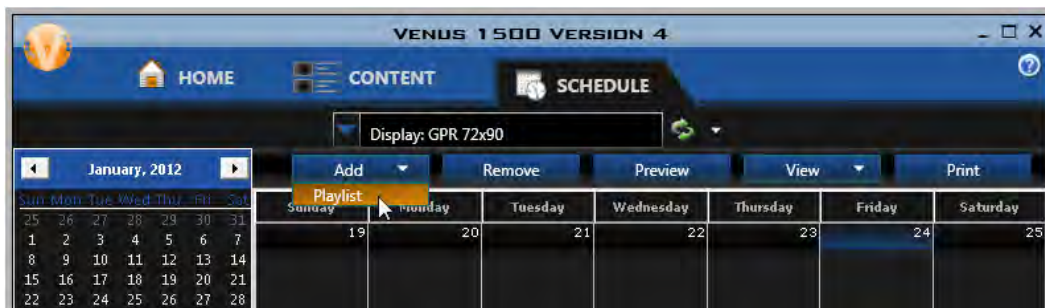 VENUS 1500 VERSION 4
HOME
CONTENT
SCHEDULE
Display: GPR 72x90
January, 2012
Add
Remove
Preview
View
Print
Playlist
Sun Mon Tue Wed Thu Fri Sat
Sunday Monday Tuesday Wednesday Thursday Friday Saturday
25 26 27 28 29 30 31
19 20 21 22 23 24 25
1 2 3 4 5 6 7
8 9 10 11 12 13 14
15 16 17 18 19 20 21
22 23 24 25 26 27 28